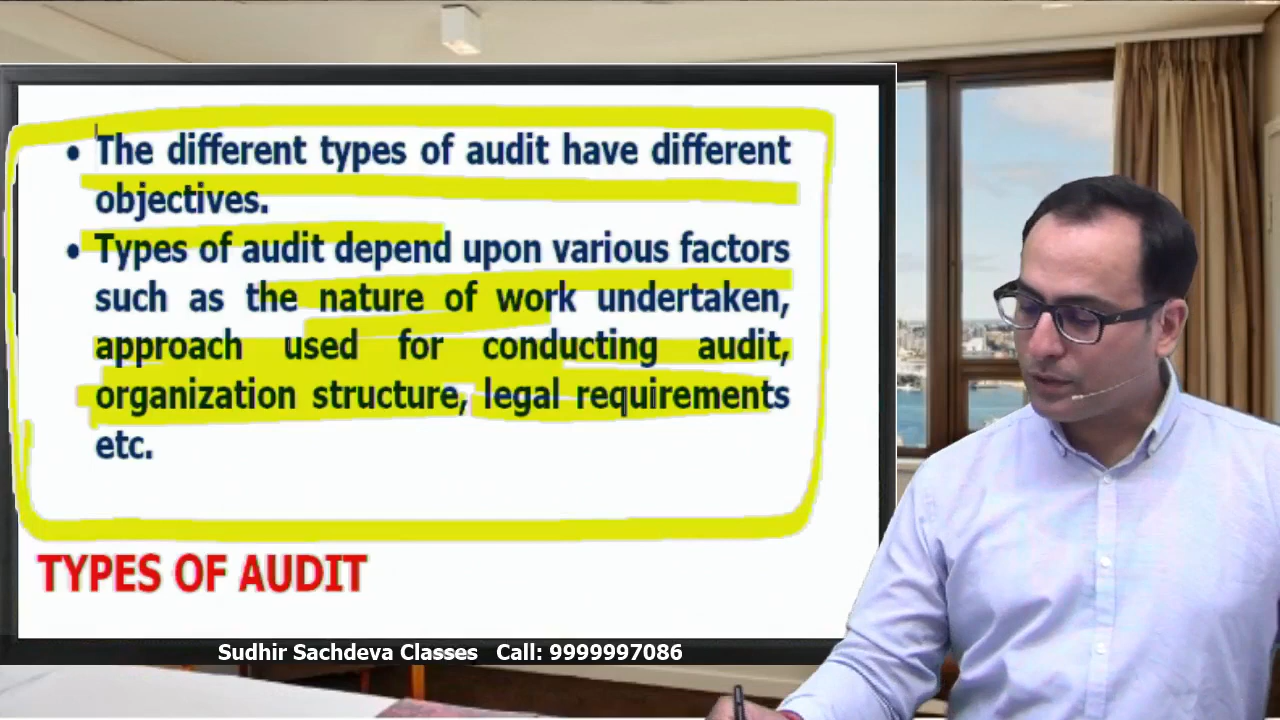 • The different types of audit have different
objectives.
• Types of audit depend upon various factors
such as the nature of work undertaken,
approach used for conducting audit,
organization structure, legal requirements
etc.
TYPES OF AUDIT
Sudhir Sachdeva Classes Call: 9999997086